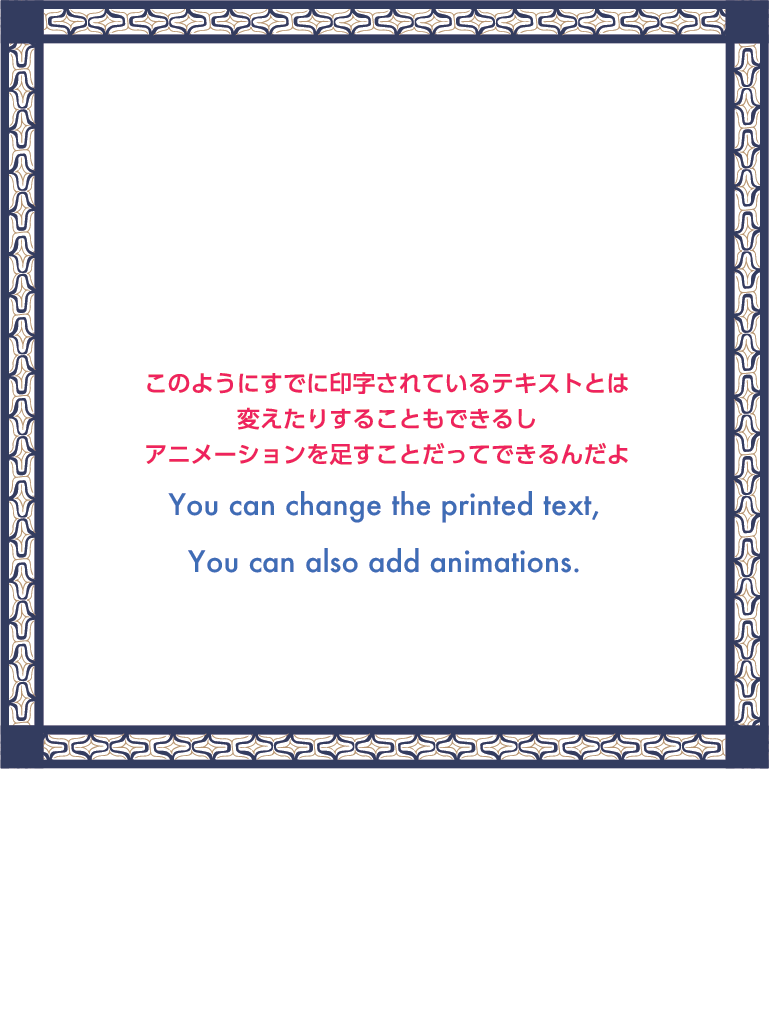 このようにすでに印字されているテキストとは
変えたりすることもできるし
アニメーションを足すことだってできるんだよ
You can change the printed text,
You can also add animations.